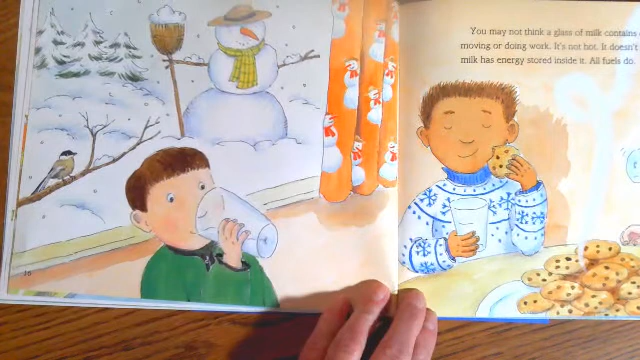 You may not think a glass of milk contains
moving or doing work. It's not hot. It doesn't
milk has energy stored inside it. All fuels do.
16